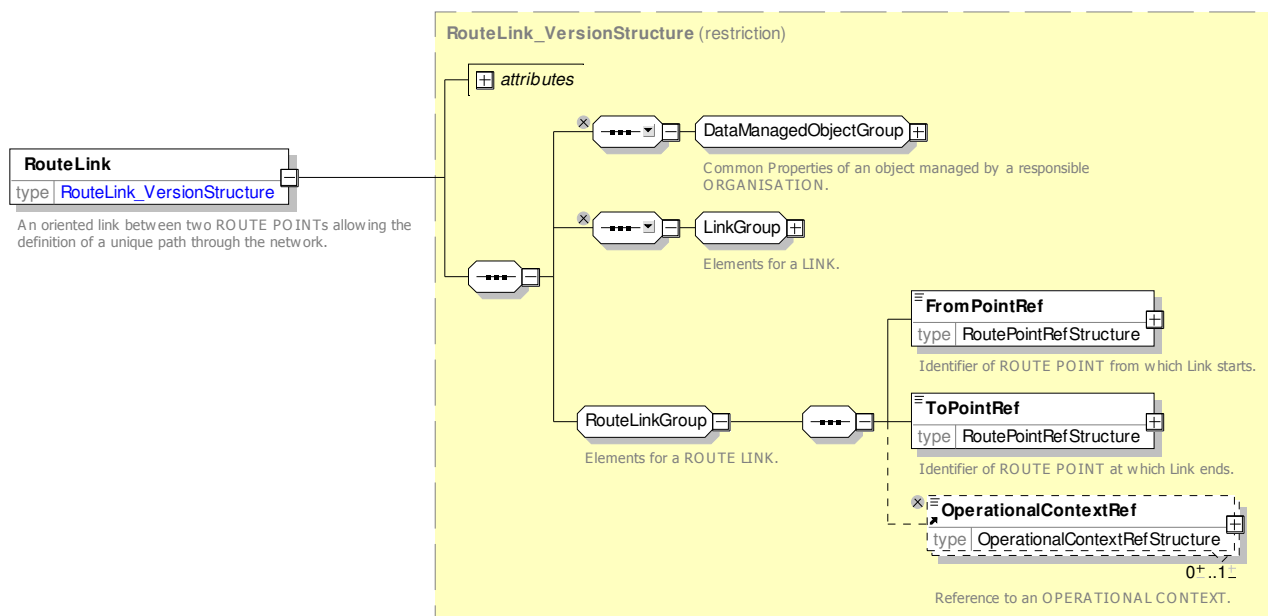 RouteLink_VersionStructure (restriction)
attributes
DataManagedObjectGroup
Common Properties of an object managed by a responsible
ORGANISATION.
RouteLink
type RouteLink_VersionStructure
An oriented link between two ROUTE POINTs allowing the
definition of a unique path through the network.
LinkGroup
Elements for a LINK.
FromPointRef
type RoutePointRefStructure
Identifier of ROUTE POINT from which Link starts.
RouteLinkGroup
Elements for a ROUTE LINK.
ToPointRef
type RoutePointRefStructure
Identifier of ROUTE POINT at which Link ends.
OperationalContextRef
type OperationalContextRefStructure
0±..1±
Reference to an OPERATIONAL CONTEXT.